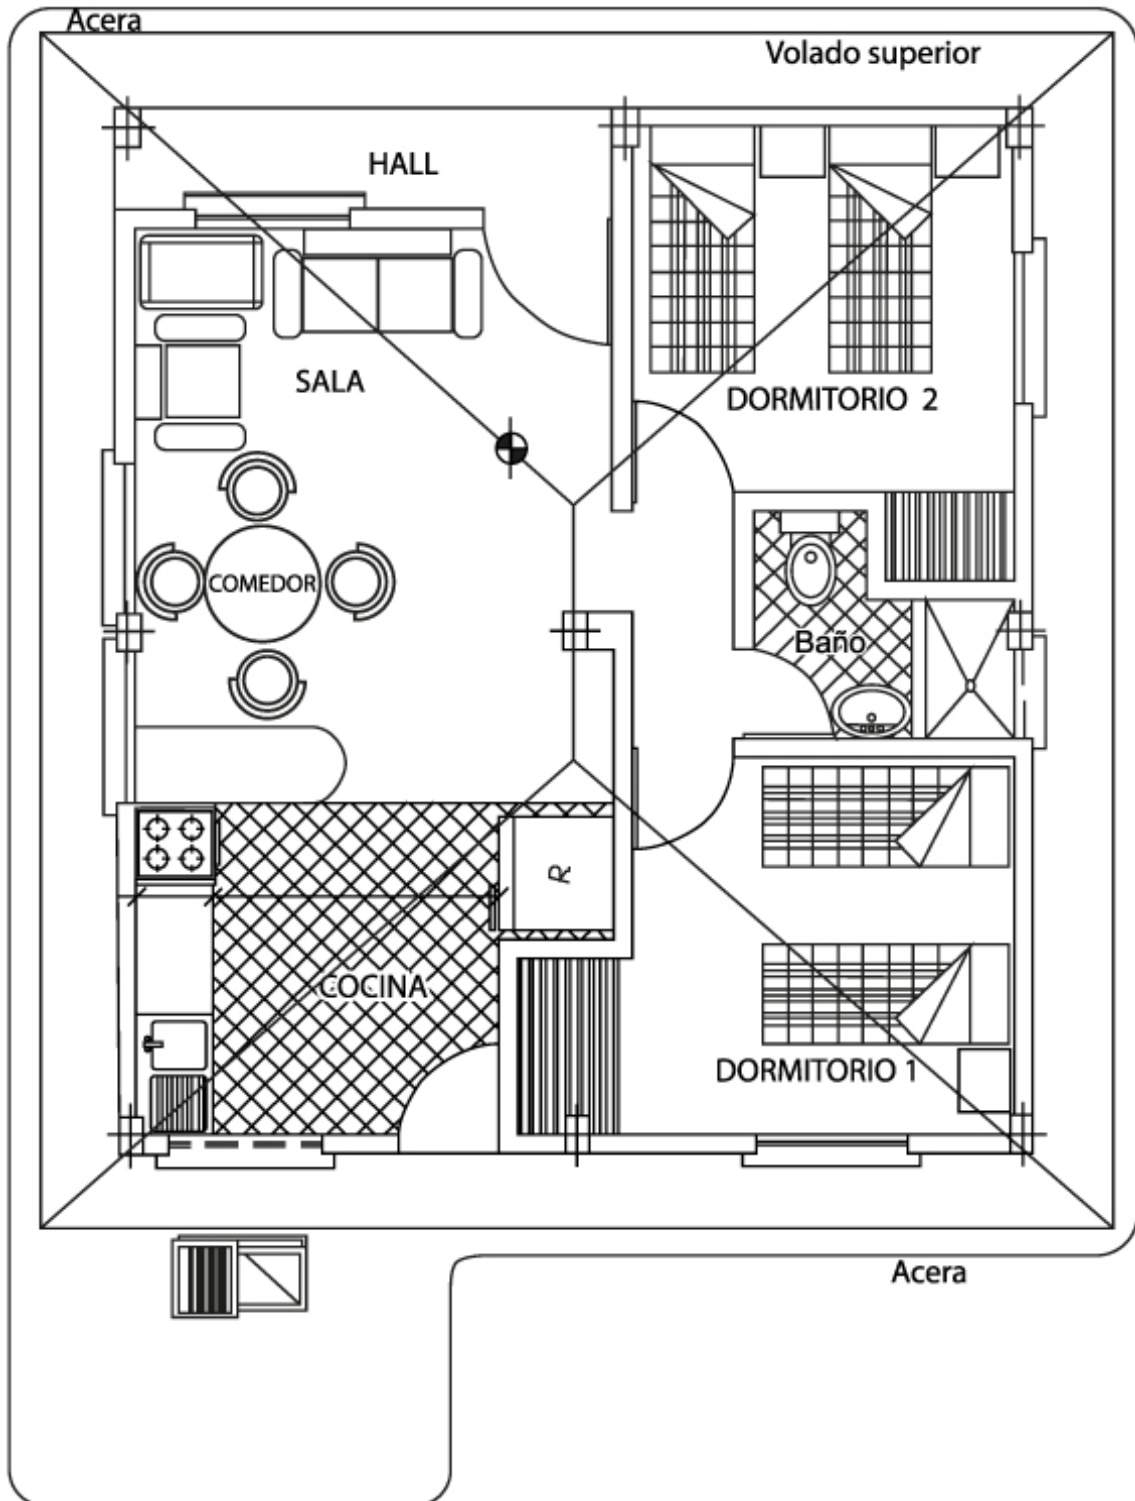 Acera
Volado superior
HALL
SALA
DORMITORIO 2
COMEDOR
Baño
R
COCINA
DORMITORIO 1
Acera